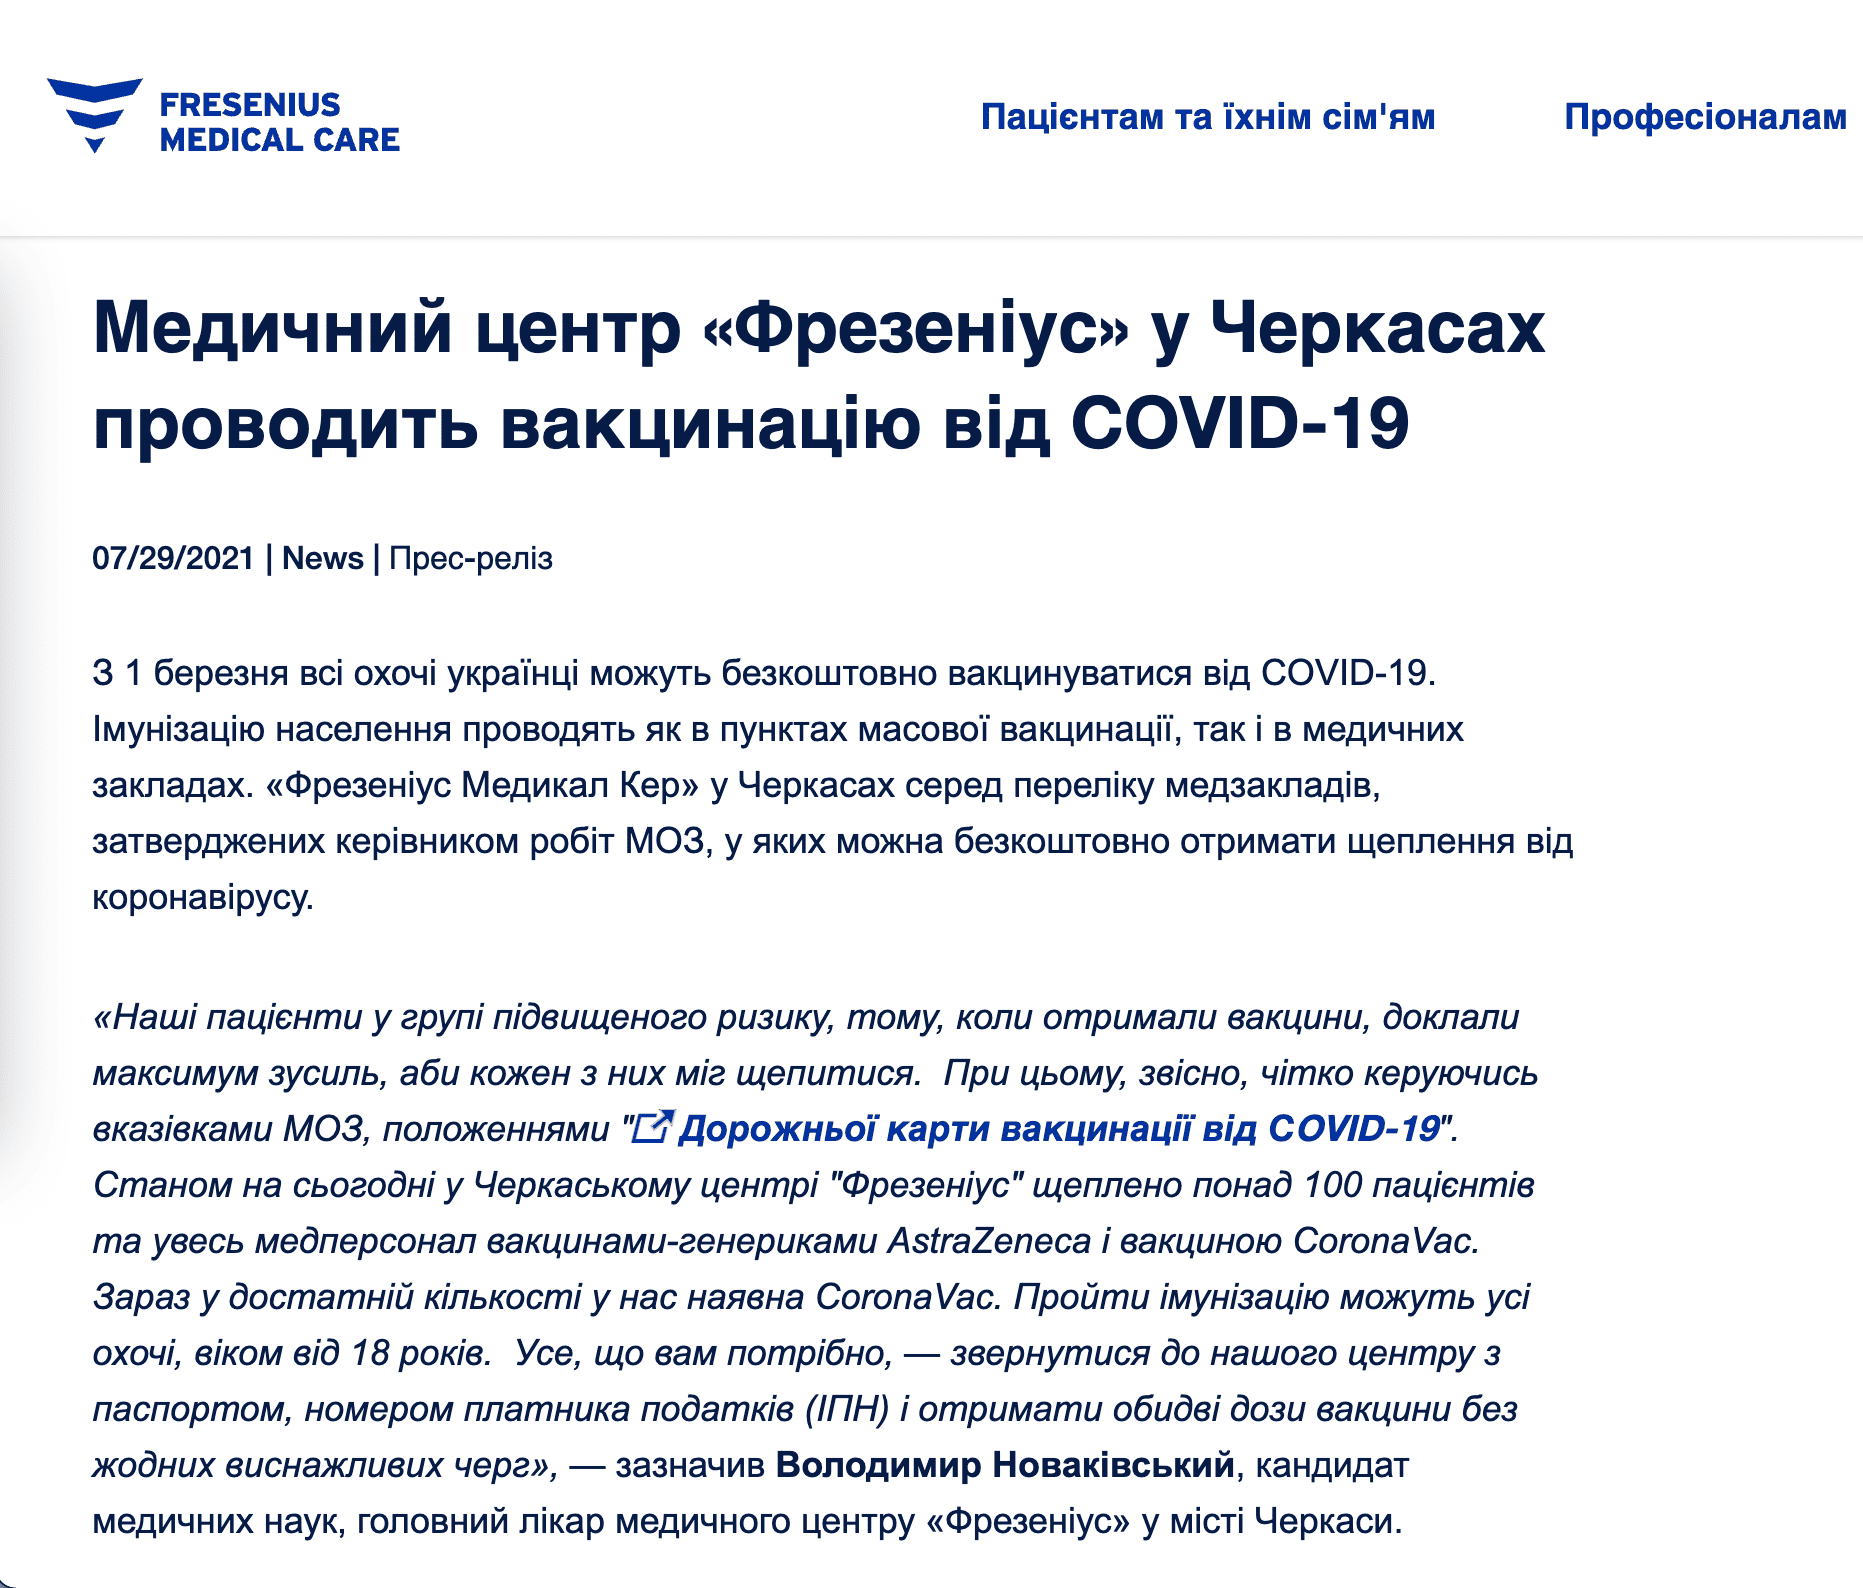 FRESENIUS
MEDICAL CARE
Пацієнтам та їхнім сім'ям
Професіоналам
Медичний центр «Фрезеніус» у Черкасах
проводить вакцинацію від COVID-19
07/29/2021 | News | Прес-реліз
З 1 березня всі охочі українці можуть безкоштовно вакцинуватися від COVID-19.
Імунізацію населення проводять як в пунктах масової вакцинації, так і в медичних
закладах. «Фрезеніус Медикал Кер» у Черкасах серед переліку медзакладів,
затверджених керівником робіт МОЗ, у яких можна безкоштовно отримати щеплення від
коронавірусу.
«Наші пацієнти у групі підвищеного ризику, тому, коли отримали вакцини, доклали
максимум зусиль, аби кожен з них міг щепитися.  При цьому, звісно, чітко керуючись
вказівками МОЗ, положеннями "Дорожньої карти вакцинації від COVID-19".
Станом на сьогодні у Черкаському центрі "Фрезеніус" щеплено понад 100 пацієнтів
та увесь медперсонал вакцинами-генериками AstraZeneca і вакциною CoronaVac.
Зараз у достатній кількості у нас наявна CoronaVac. Пройти імунізацію можуть усі
охочі, віком від 18 років.  Усе, що вам потрібно, — звернутися до нашого центру з
паспортом, номером платника податків (ІПН) і отримати обидві дози вакцини без
жодних виснажливих черг», — зазначив Володимир Новаківський, кандидат
медичних наук, головний лікар медичного центру «Фрезеніус» у місті Черкаси.